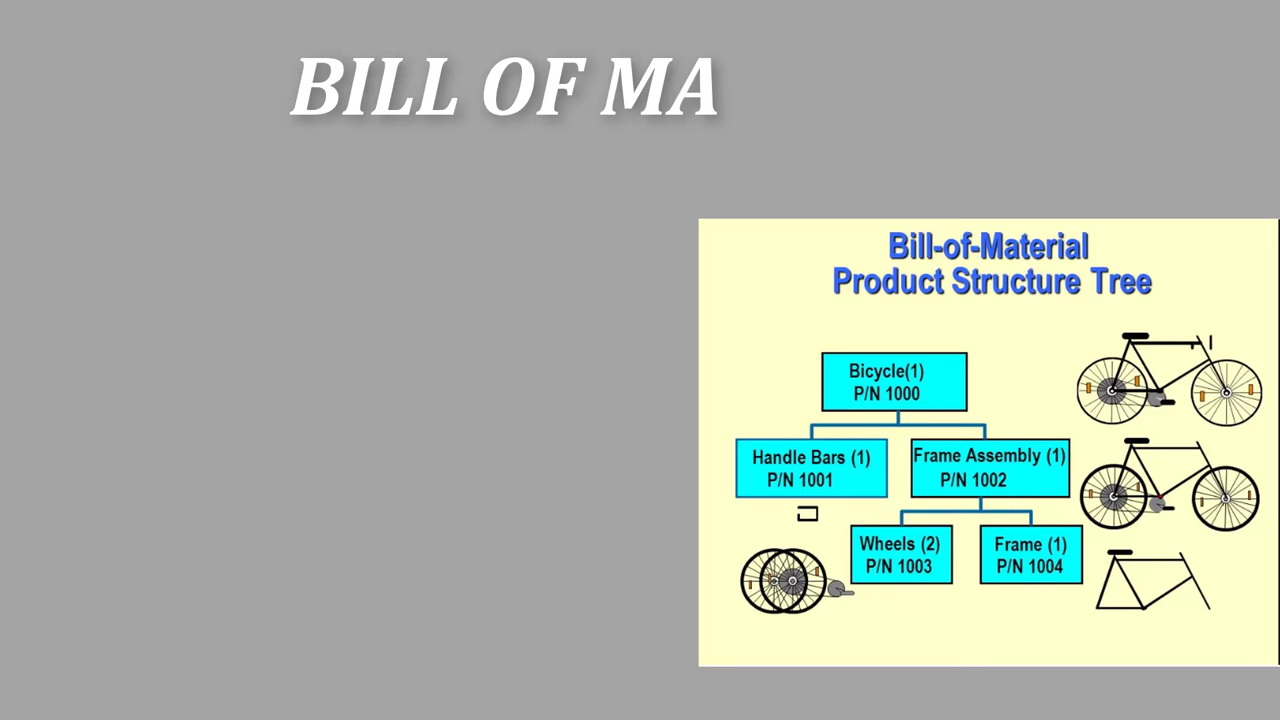 BILL OF MA
Bill-of-Material
Product Structure Tree
Bicycle(1)
P/N 1000
Handle Bars (1)
P/N 1001
Frame Assembly (1)
P/N 1002
Wheels (2)
P/N 1003
Frame (1)
P/N 1004